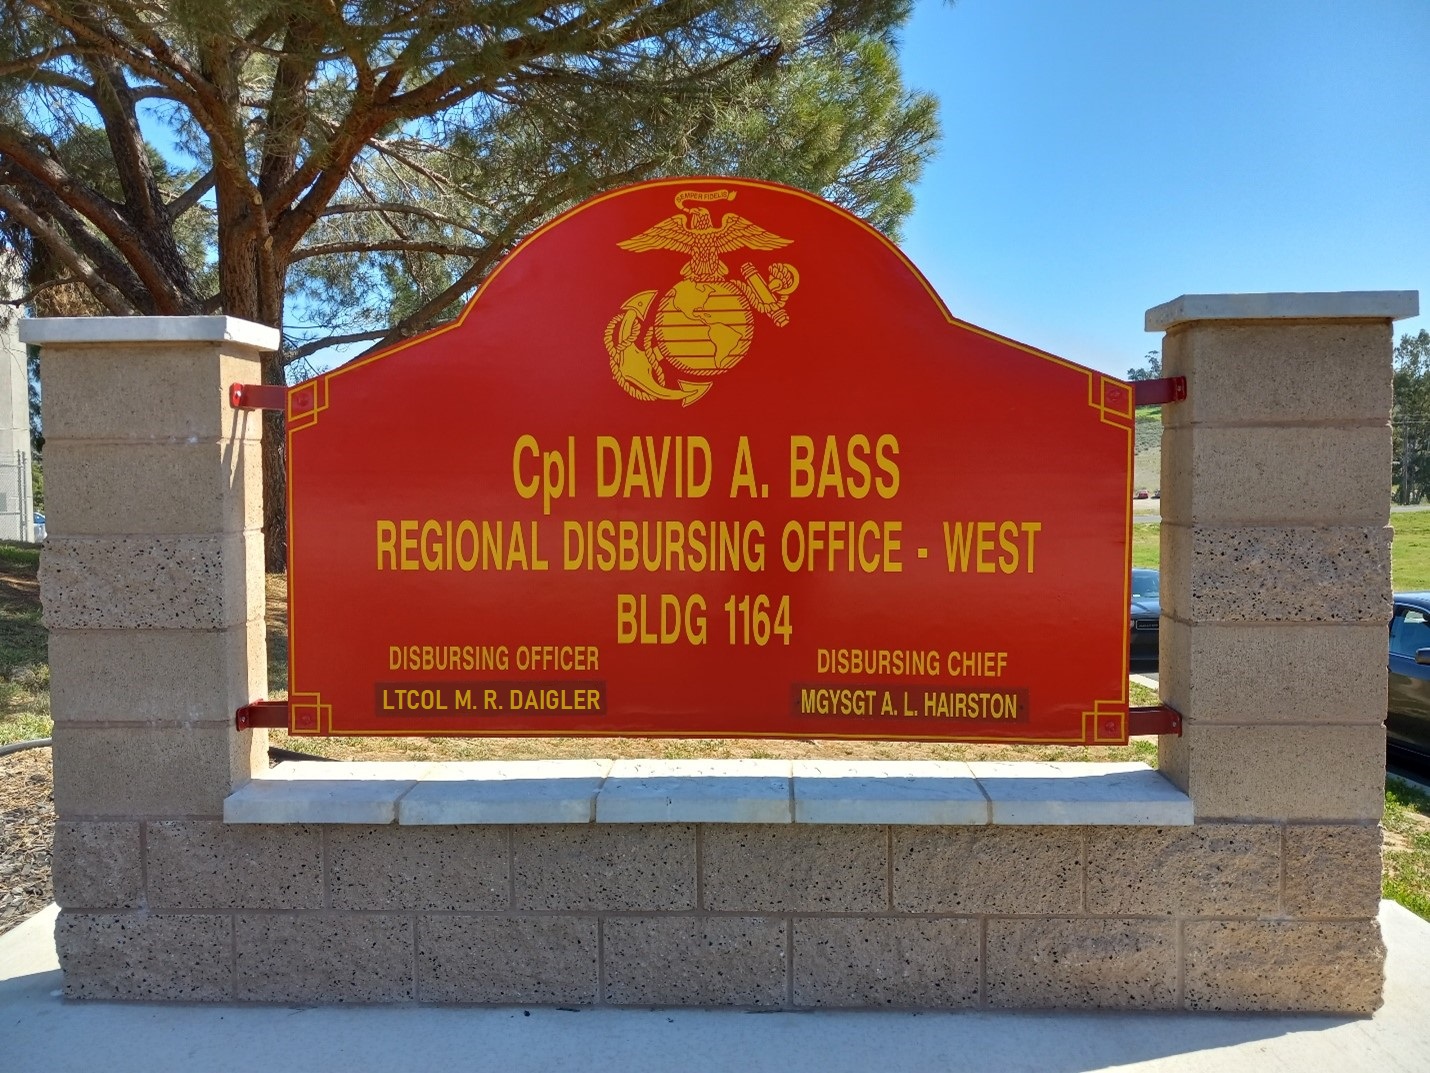 SEMPER FIDELIS
Cpl DAVID A. BASS
REGIONAL DISBURSING OFFICE - WEST
BLDG 1164
DISBURSING OFFICER
LTCOL M. R. DAIGLER
DISBURSING CHIEF
MGYSGT A. L. HAIRSTON